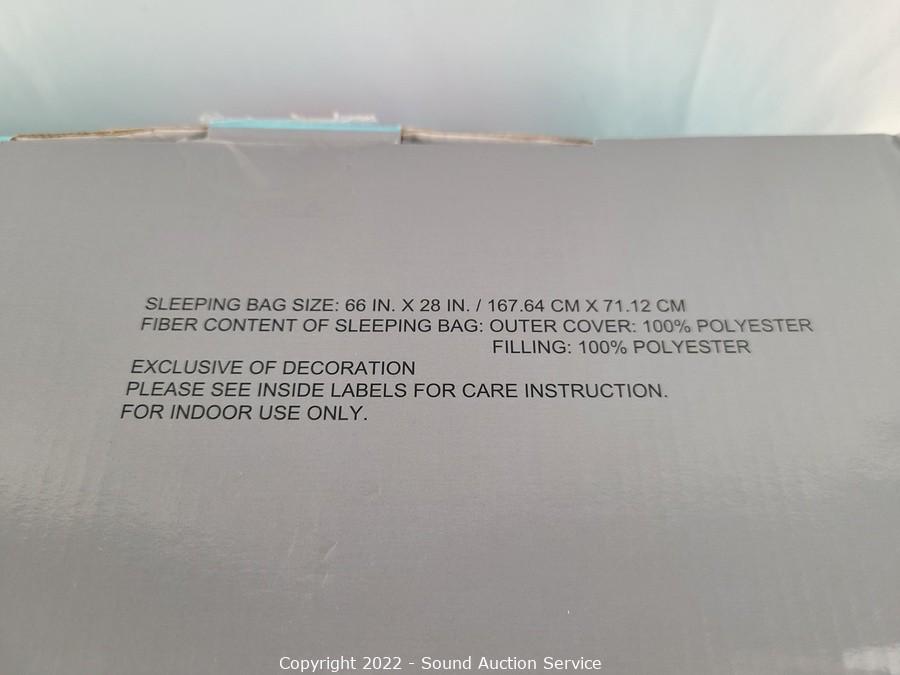 SLEEPING BAG SIZE: 66 IN. X 28 IN. / 167.64 CM X 71.12 CM
FIBER CONTENT OF SLEEPING BAG: OUTER COVER: 100% POLYESTER
FILLING: 100% POLYESTER
EXCLUSIVE OF DECORATION
PLEASE SEE INSIDE LABELS FOR CARE INSTRUCTION.
FOR INDOOR USE ONLY.
Copyright 2022 - Sound Auction Service